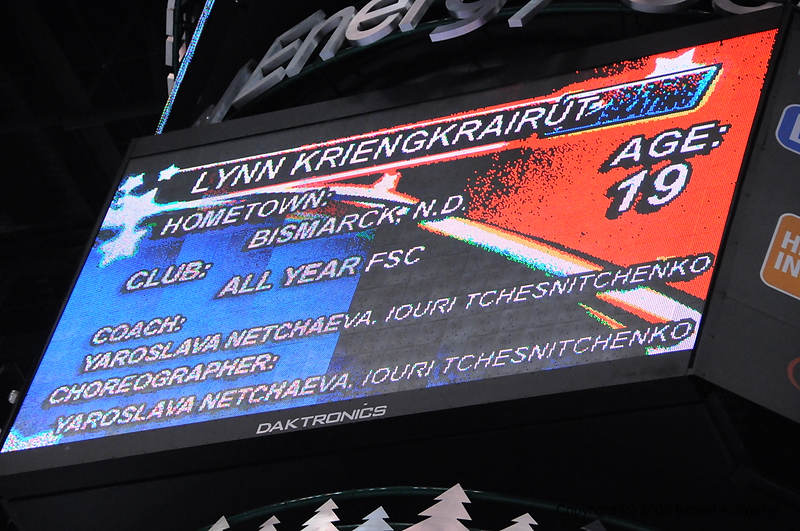 Energy
LYNN KRIENGKRAIRUT
AGE:
19
HOMETOWN:
BISMARCK, N.D.
CLUB:
ALL YEAR FSC
COACH:
YAROSLAVA NETCHAEVA, IOURI TCHESNITCHENKO
CHOREOGRAPHER:
YAROSLAVA NETCHAEVA, IOURI TCHESNITCHENKO
DAKTRONICS